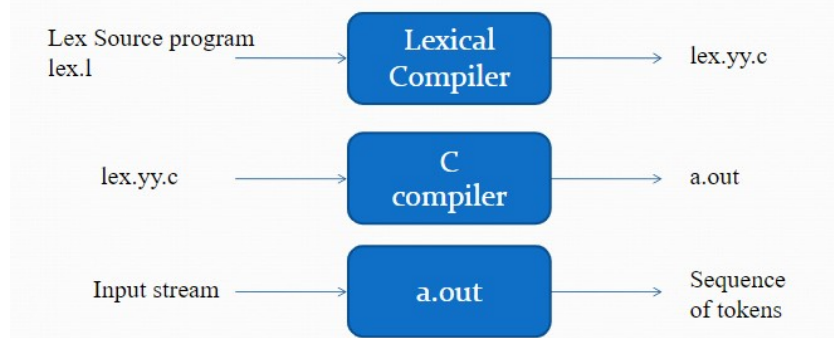 Lex Source program
lex.l
Lexical
Compiler
lex.yy.c
lex.yy.c
C
compiler
a.out
Input stream
a.out
Sequence
of tokens